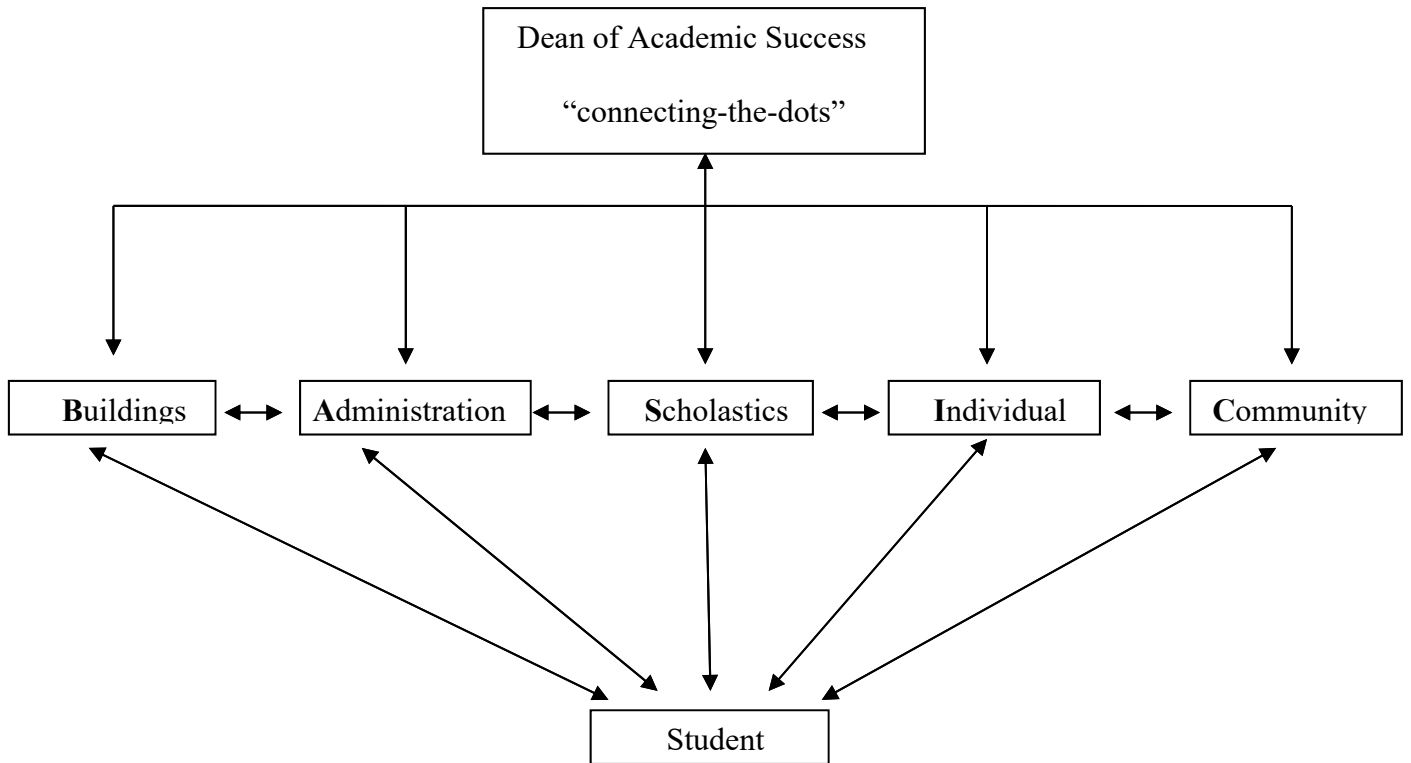 Dean of Academic Success
“connecting-the-dots”
Buildings
Administration
Scholastics
Individual
Community
Student